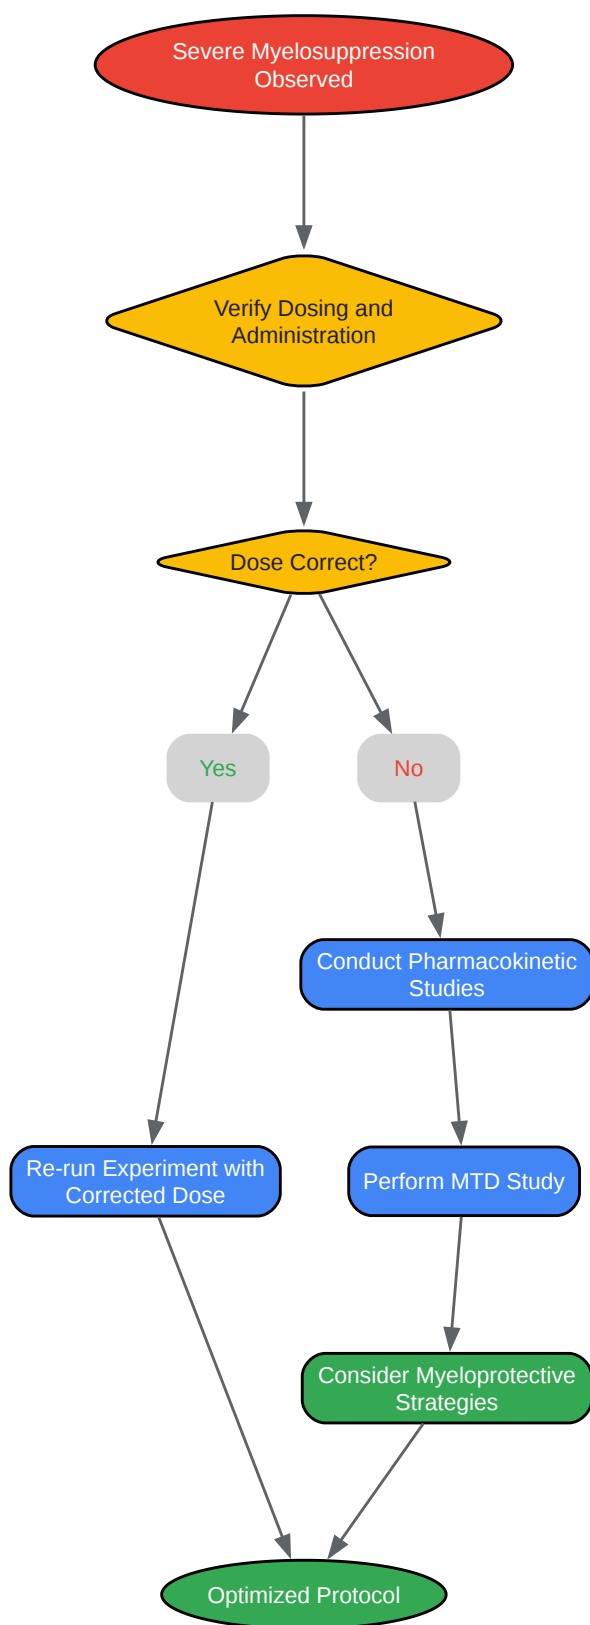 Severe Myelosuppression
Observed
Verify Dosing and
Administration
Dose Correct?
Yes
No
Conduct Pharmacokinetic
Studies
Re-run Experiment with
Corrected Dose
Perform MTD Study
Consider Myeloprotective
Strategies
Optimized Protocol